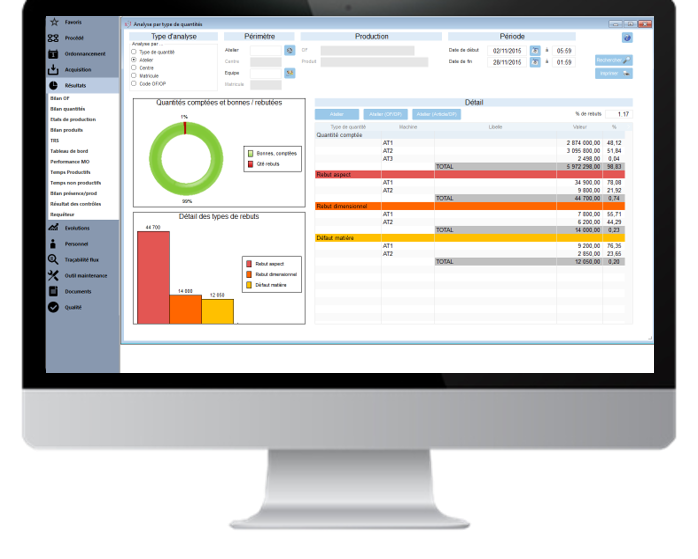 Favoris
Procédé
Ordonnancement
Acquisition
Résultats
Bilan OF
Bilan quantités
Etats de production
Bilan produits
TRS
Tableau de bord
Performance MO
Temps Productifs
Temps non productifs
Bilan présence/prod
Résultat des contrôles
Requêteur
Evolutions
Personnel
Traçabilité flux
Outil maintenance
Documents
Qualité
Analyse par type de quantités
Type d'analyse Périmètre Production Période
Analyse par ...
Type de quantité
Atelier
Centre
Matricule
Code OF/OP
Atelier
Centre
Equipe
Matricule
OF
Produit
Date de début 02/11/2015 à 05:59
Date de fin 28/11/2015 à 01:59
Rechercher
Imprimer
Quantités comptées et bonnes / rebutées
1%
99%
Bonnes, comptées
Qté rebuts
Détail des types de rebuts
44 700
14 000
12 050
Rebut aspect
Rebut dimensionnel
Défaut matière
Détail
Atelier Atelier (OF/OP) Atelier (Article/OP) % de rebuts 1.17
Type de quantité Machine Libellé Valeur %
Quantité comptée
AT1 2 874 000,00 48,12
AT2 3 095 800,00 51,84
AT3 2 498,00 0,04
TOTAL 5 972 298,00 98,83
Rebut aspect
AT1 34 900,00 78,08
AT2 9 800,00 21,92
TOTAL 44 700,00 0,74
Rebut dimensionnel
AT1 7 800,00 55,71
AT2 6 200,00 44,29
TOTAL 14 000,00 0,23
Défaut matière
AT1 9 200,00 76,35
AT2 2 850,00 23,65
TOTAL 12 050,00 0,20